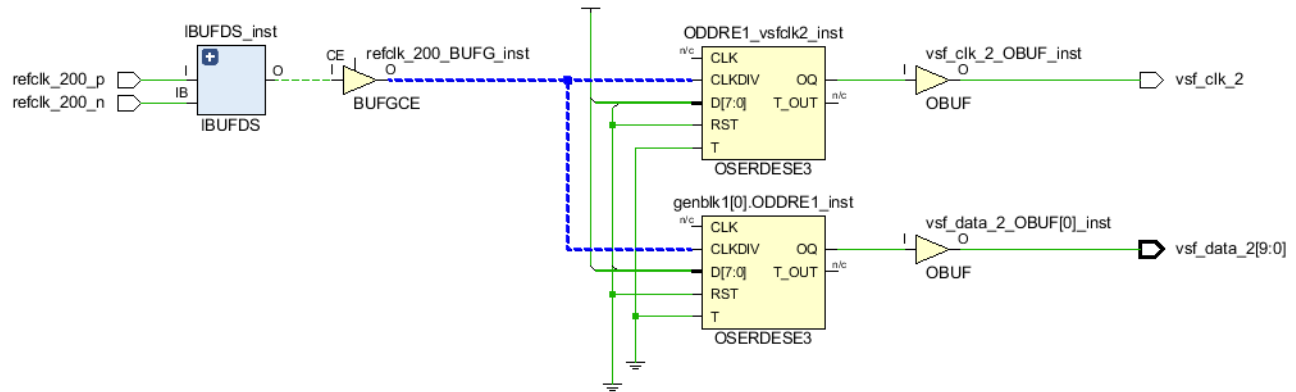 IBUFDS_inst
I
O
IB
refclk_200_p
refclk_200_n
IBUFDS
CE
refclk_200_BUFG_inst
I
O
BUFGCE
ODDRE1_vsfclk2_inst
n/c
CLK
CLKDIV
OQ
D[7:0]
T_OUT
n/c
RST
T
OSERDESE3
vsf_clk_2_OBUF_inst
I
O
OBUF
vsf_clk_2
genblk1[0].ODDRE1_inst
n/c
CLK
CLKDIV
OQ
D[7:0]
T_OUT
n/c
RST
T
OSERDESE3
vsf_data_2_OBUF[0]_inst
I
O
OBUF
vsf_data_2[9:0]